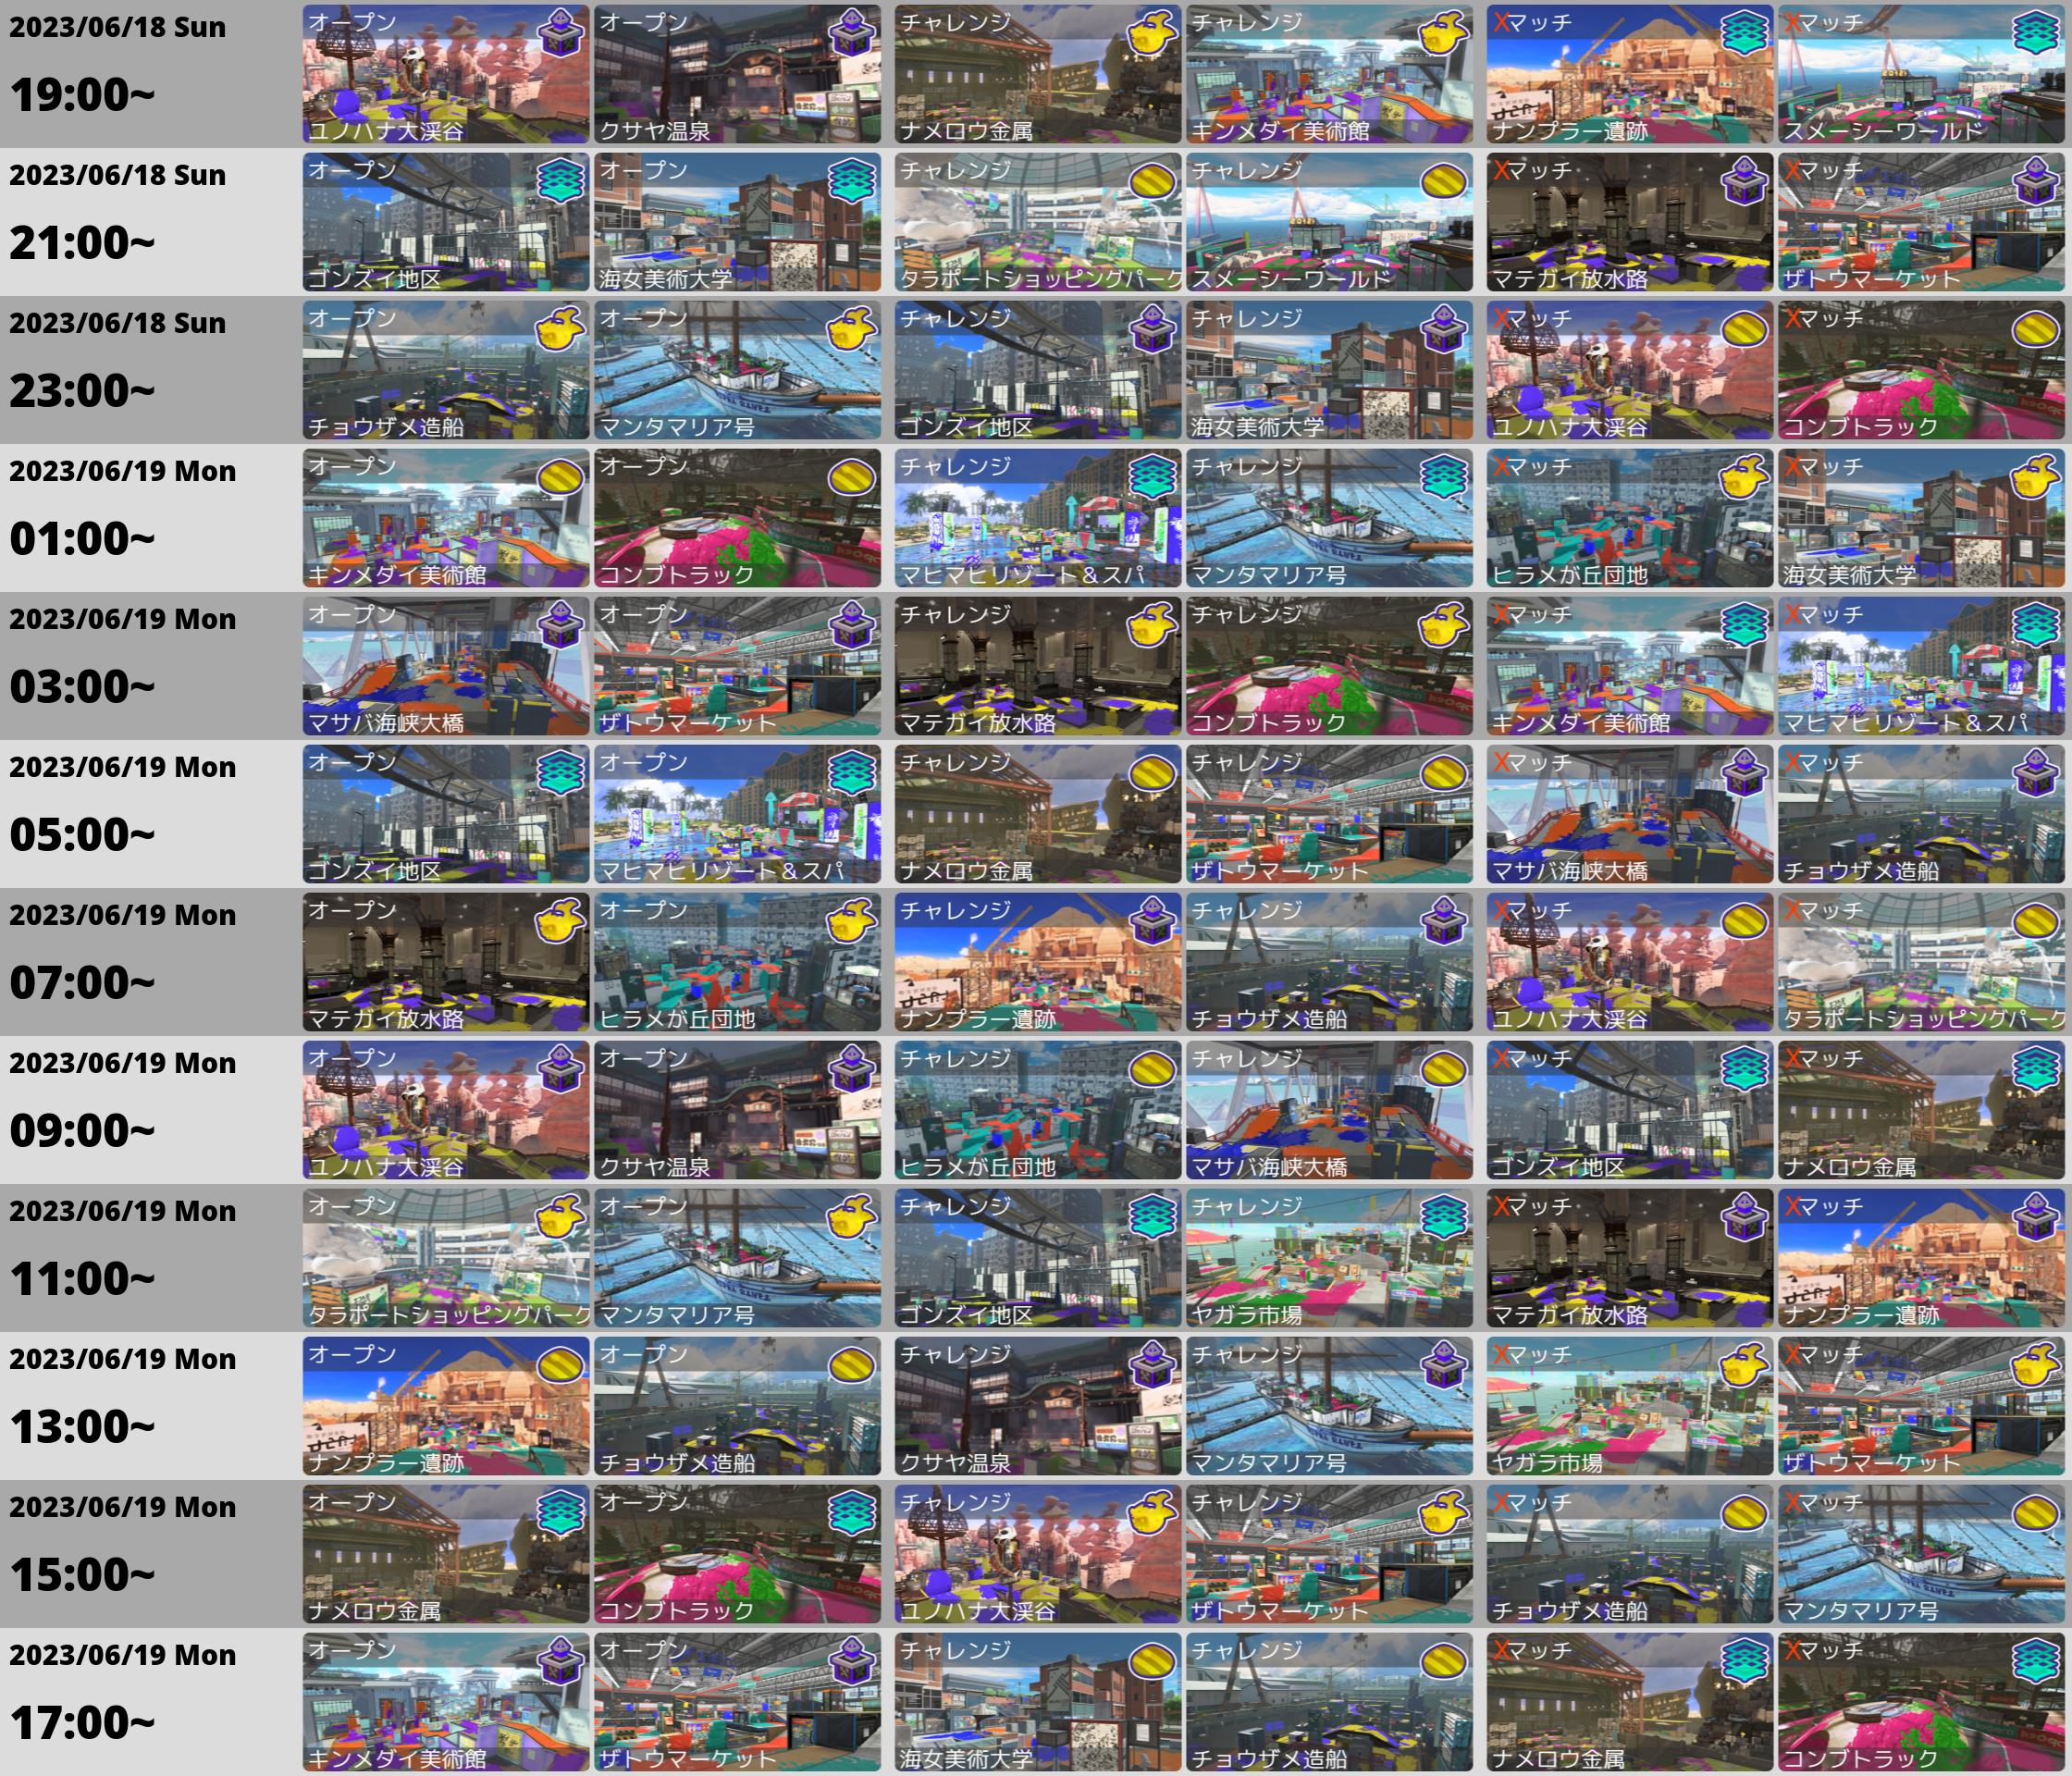 2023/06/18 Sun
19:00~
オープン オープン チャレンジ チャレンジ Xマッチ Xマッチ
ユノハナ大渓谷 クサヤ温泉 ナメロウ金属 キンメダイ美術館 ナンプラー遺跡 スメーシーワールド
2023/06/18 Sun
21:00~
オープン オープン チャレンジ チャレンジ Xマッチ Xマッチ
ゴンズイ地区 海女美術大学 タラポートショッピングパーク スメーシーワールド マテガイ放水路 ザトウマーケット
2023/06/18 Sun
23:00~
オープン オープン チャレンジ チャレンジ Xマッチ Xマッチ
チョウザメ造船 マンタマリア号 ゴンズイ地区 海女美術大学 ユノハナ大渓谷 コンブトラック
2023/06/19 Mon
01:00~
オープン オープン チャレンジ チャレンジ Xマッチ Xマッチ
キンメダイ美術館 コンブトラック マヒマヒリゾート＆スパ マンタマリア号 ヒラメが丘団地 海女美術大学
2023/06/19 Mon
03:00~
オープン オープン チャレンジ チャレンジ Xマッチ Xマッチ
マサバ海峡大橋 ザトウマーケット マテガイ放水路 コンブトラック キンメダイ美術館 マヒマヒリゾート＆スパ
2023/06/19 Mon
05:00~
オープン オープン チャレンジ チャレンジ Xマッチ Xマッチ
ゴンズイ地区 マヒマヒリゾート＆スパ ナメロウ金属 ザトウマーケット マサバ海峡大橋 チョウザメ造船
2023/06/19 Mon
07:00~
オープン オープン チャレンジ チャレンジ Xマッチ Xマッチ
マテガイ放水路 ヒラメが丘団地 ナンプラー遺跡 チョウザメ造船 ユノハナ大渓谷 タラポートショッピングパーク
2023/06/19 Mon
09:00~
オープン オープン チャレンジ チャレンジ Xマッチ Xマッチ
ユノハナ大渓谷 クサヤ温泉 ヒラメが丘団地 マサバ海峡大橋 ゴンズイ地区 ナメロウ金属
2023/06/19 Mon
11:00~
オープン オープン チャレンジ チャレンジ Xマッチ Xマッチ
タラポートショッピングパーク マンタマリア号 ゴンズイ地区 ヤガラ市場 マテガイ放水路 ナンプラー遺跡
2023/06/19 Mon
13:00~
オープン オープン チャレンジ チャレンジ Xマッチ Xマッチ
ナンプラー遺跡 チョウザメ造船 クサヤ温泉 マンタマリア号 ヤガラ市場 ザトウマーケット
2023/06/19 Mon
15:00~
オープン オープン チャレンジ チャレンジ Xマッチ Xマッチ
ナメロウ金属 コンブトラック ユノハナ大渓谷 ザトウマーケット チョウザメ造船 マンタマリア号
2023/06/19 Mon
17:00~
オープン オープン チャレンジ チャレンジ Xマッチ Xマッチ
キンメダイ美術館 ザトウマーケット 海女美術大学 チョウザメ造船 ナメロウ金属 コンブトラック